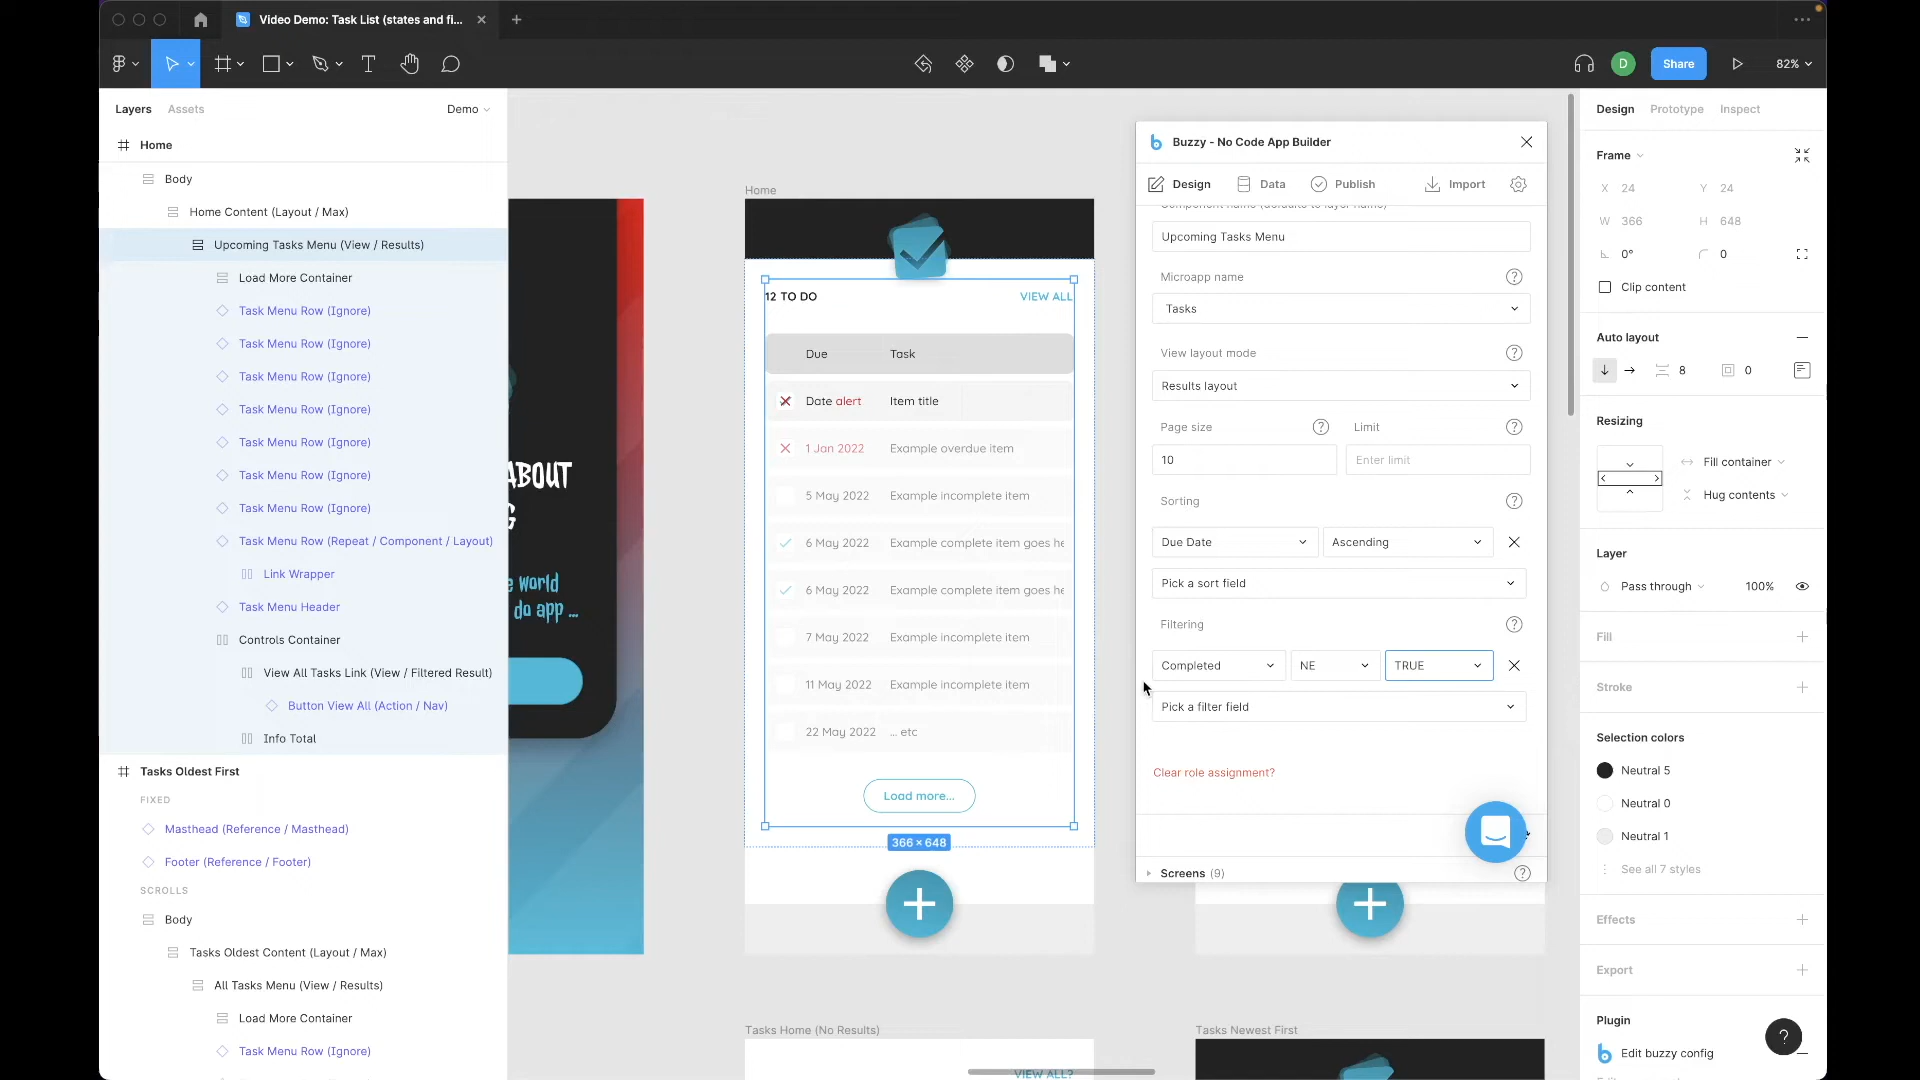 Video Demo: Task List (states and fi...
D
Share
82%
Layers
Assets
Demo
Home
Body
Home Content (Layout / Max)
Upcoming Tasks Menu (View / Results)
Load More Container
Task Menu Row (Ignore)
Task Menu Row (Ignore)
Task Menu Row (Ignore)
Task Menu Row (Ignore)
Task Menu Row (Ignore)
Task Menu Row (Ignore)
Task Menu Row (Ignore)
Task Menu Row (Repeat / Component / Layout)
Link Wrapper
Task Menu Header
Controls Container
View All Tasks Link (View / Filtered Result)
Button View All (Action / Nav)
Info Total
Tasks Oldest First
FIXED
Masthead (Reference / Masthead)
Footer (Reference / Footer)
SCROLLS
Body
Tasks Oldest Content (Layout / Max)
All Tasks Menu (View / Results)
Load More Container
Task Menu Row (Ignore)
ABOUT
G
e world
do app ...
Home
12 TO DO
VIEW ALL
Due
Task
Date alert
Item title
1 Jan 2022
Example overdue item
5 May 2022
Example incomplete item
6 May 2022
Example complete item goes he
6 May 2022
Example complete item goes he
7 May 2022
Example incomplete item
11 May 2022
Example incomplete item
22 May 2022
... etc
Load more...
366 × 648
Tasks Home (No Results)
VIEW ALL?
Tasks Newest First
Buzzy - No Code App Builder
Design
Data
Publish
Import
Component name (defaults to layer name)
Upcoming Tasks Menu
Microapp name
Tasks
View layout mode
Results layout
Page size
Limit
10
Enter limit
Sorting
Due Date
Ascending
Pick a sort field
Filtering
Completed
NE
TRUE
Pick a filter field
Clear role assignment?
Screens (9)
Design
Prototype
Inspect
Frame
X 24
Y 24
W 366
H 648
0°
0
Clip content
Auto layout
8
0
Resizing
Fill container
Hug contents
Layer
Pass through
100%
Fill
Stroke
Selection colors
Neutral 5
Neutral 0
Neutral 1
See all 7 styles
Effects
Export
Plugin
Edit buzzy config